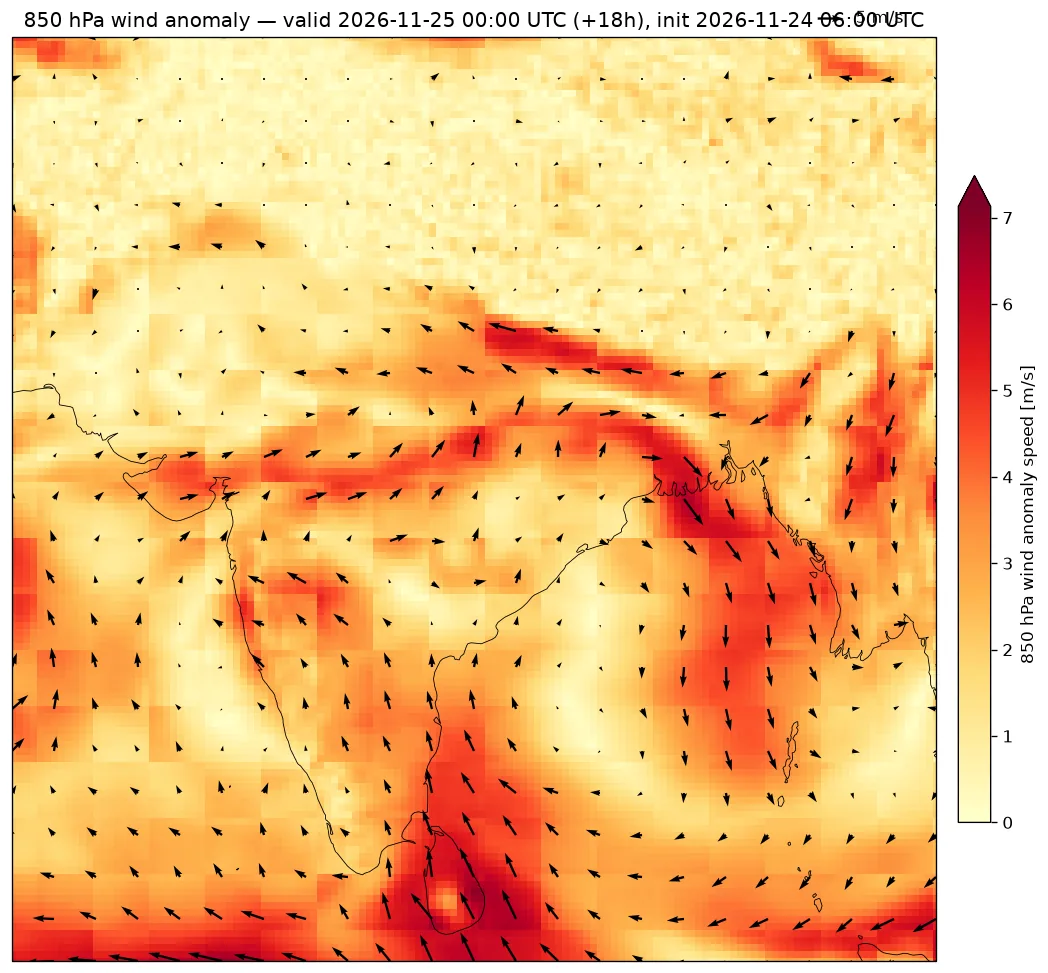 850 hPa wind anomaly — valid 2026-11-25 00:00 UTC (+18h), init 2026-11-24 06:00 UTC
5 m/s
7
6
5
4
3
2
1
0
850 hPa wind anomaly speed [m/s]